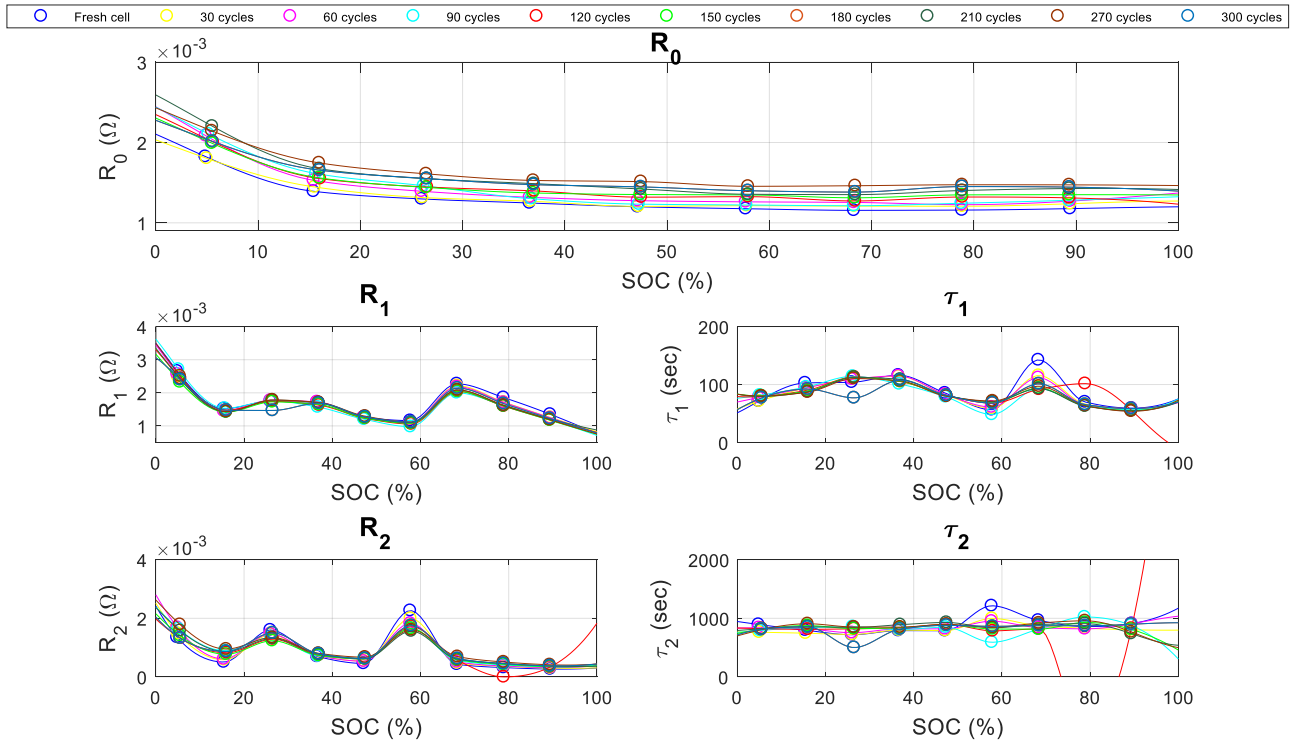 Fresh cell 30 cycles 60 cycles 90 cycles 120 cycles 150 cycles 180 cycles 210 cycles 270 cycles 300 cycles
×10⁻³ R₀
3
2
1
R₀ (Ω)
0 10 20 30 40 50 60 70 80 90 100
SOC (%)
×10⁻³ R₁
4
3
2
1
R₁ (Ω)
0 20 40 60 80 100
SOC (%)
τ₁
200
100
0
τ₁ (sec)
0 20 40 60 80 100
SOC (%)
×10⁻³ R₂
4
2
0
R₂ (Ω)
0 20 40 60 80 100
SOC (%)
τ₂
2000
1000
0
τ₂ (sec)
0 20 40 60 80 100
SOC (%)